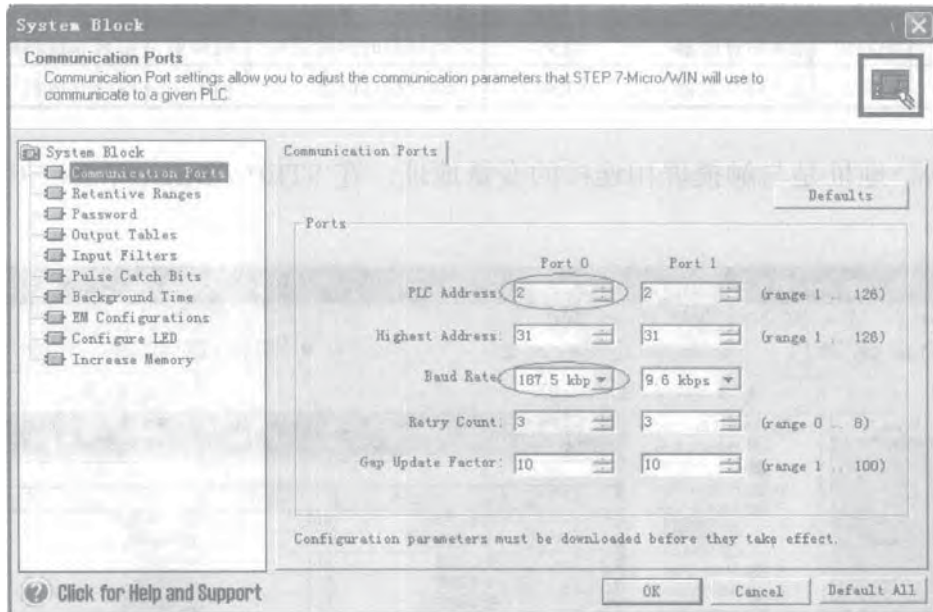 System Block
Communication Ports
Communication Port settings allow you to adjust the communication parameters that STEP 7-Micro/WIN will use to
communicate to a given PLC.
System Block
Communication Ports
Retentive Ranges
Password
Output Tables
Input Filters
Pulse Catch Bits
Background Time
EM Configurations
Configure LED
Increase Memory
Communication Ports
Defaults
Ports
Port 0 Port 1
PLC Address: 2 2 (range 1 .. 126)
Highest Address: 31 31 (range 1 .. 126)
Baud Rate: 187.5 kbp 9.6 kbps
Retry Count: 3 3 (range 0 .. 8)
Gap Update Factor: 10 10 (range 1 .. 100)
Configuration parameters must be downloaded before they take effect.
Click for Help and Support
OK Cancel Default All